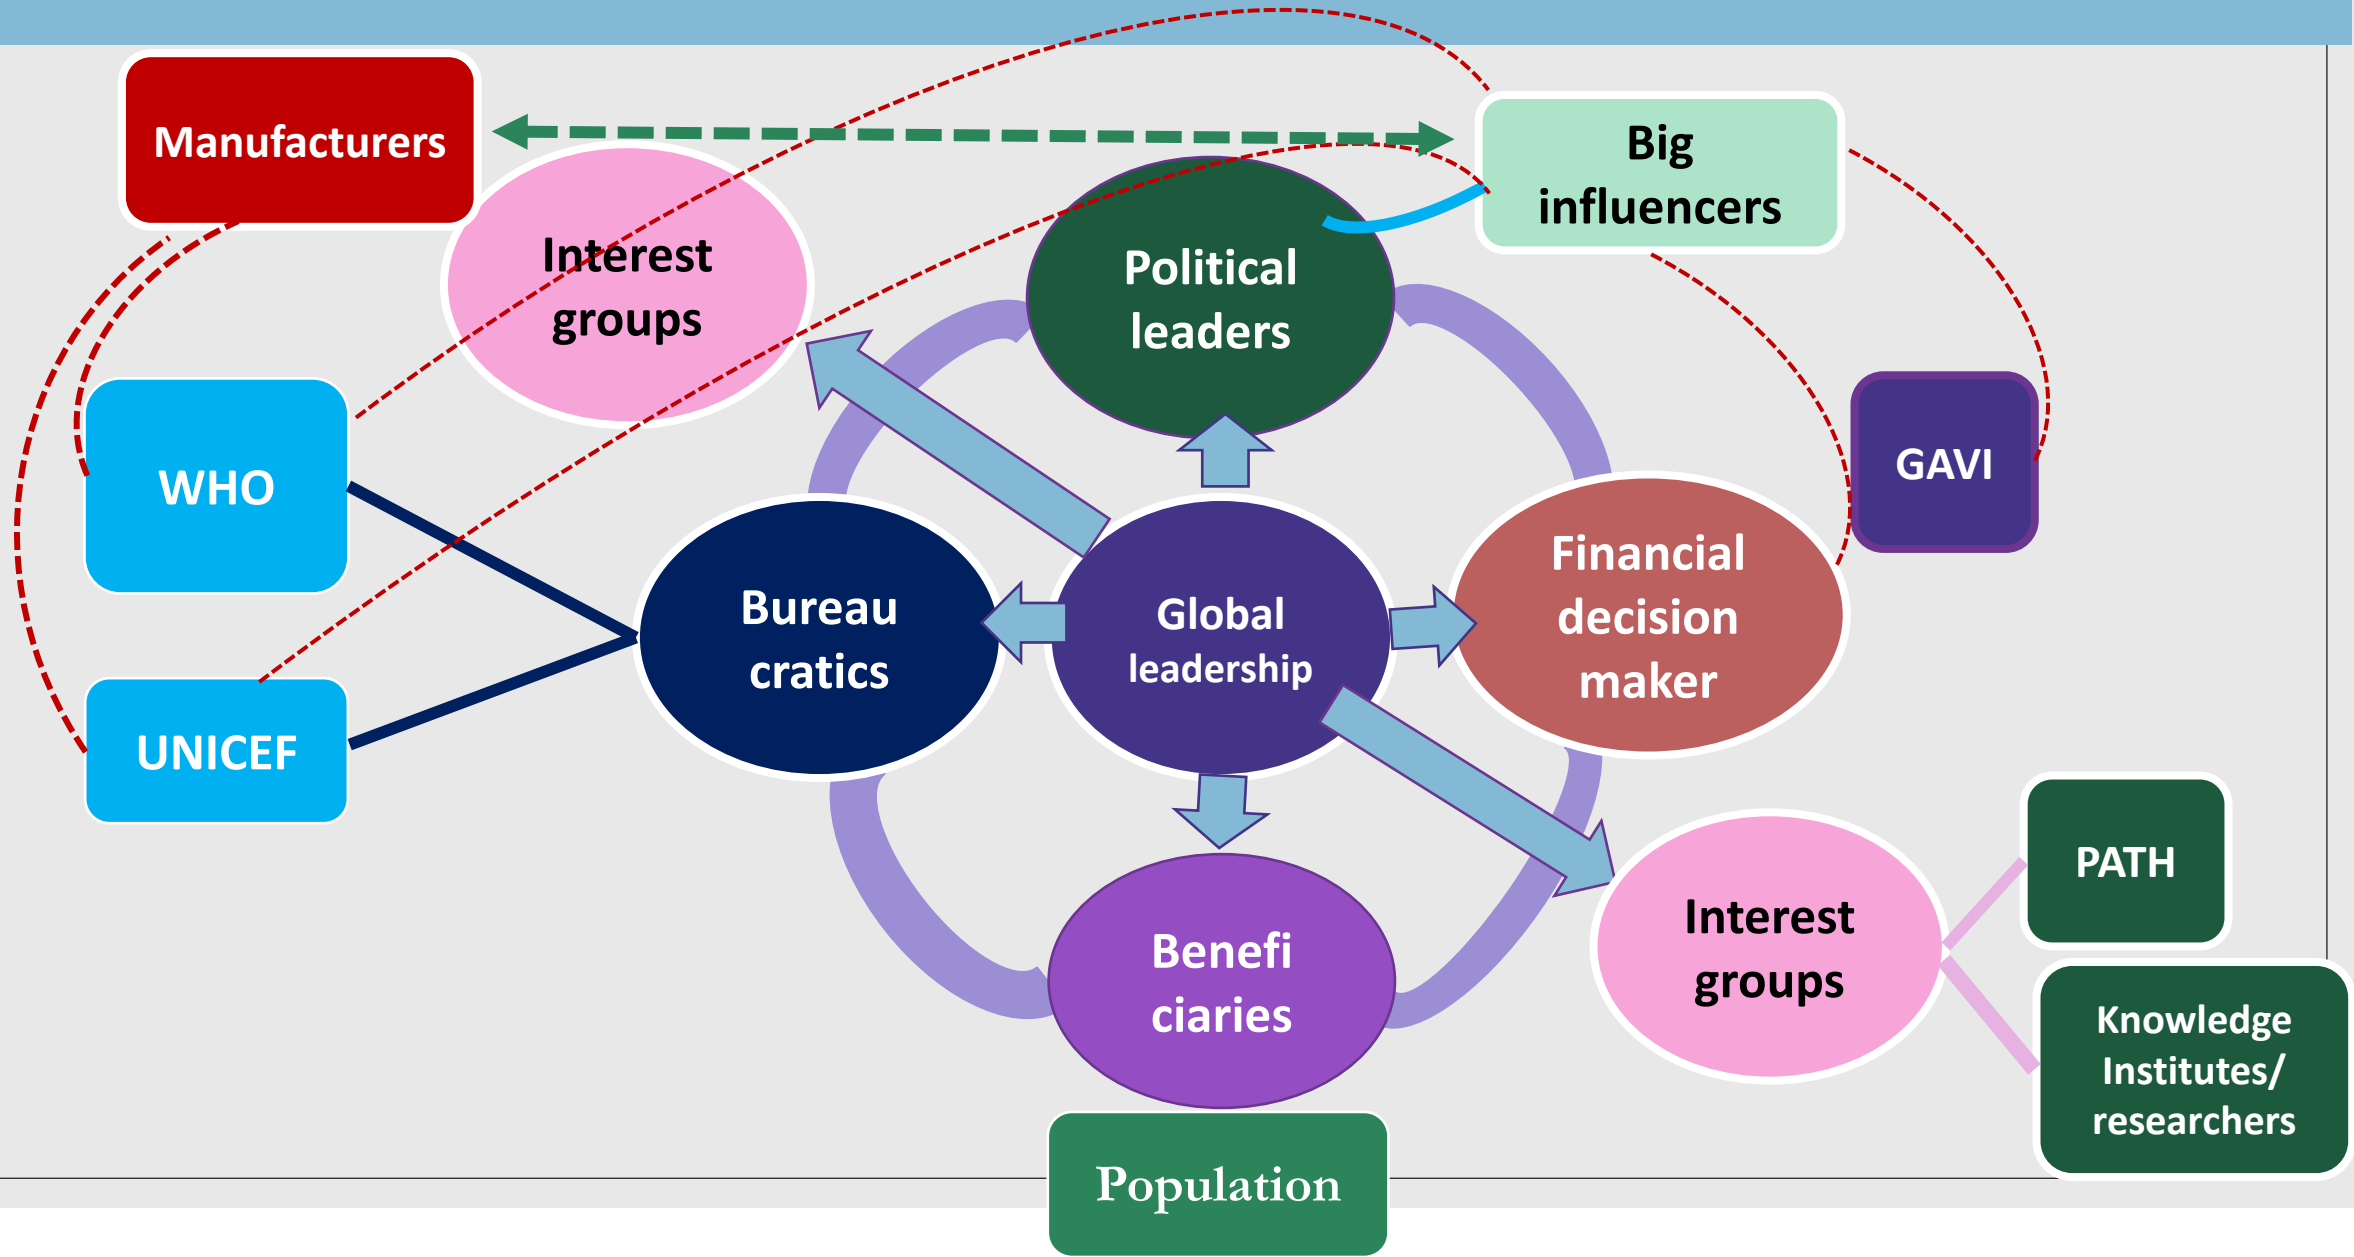 Manufacturers
Big
influencers
Interest
groups
Political
leaders
WHO
GAVI
Financial
decision
maker
Bureau
cratics
Global
leadership
UNICEF
PATH
Interest
groups
Benefi
ciaries
Knowledge
Institutes/
researchers
Population